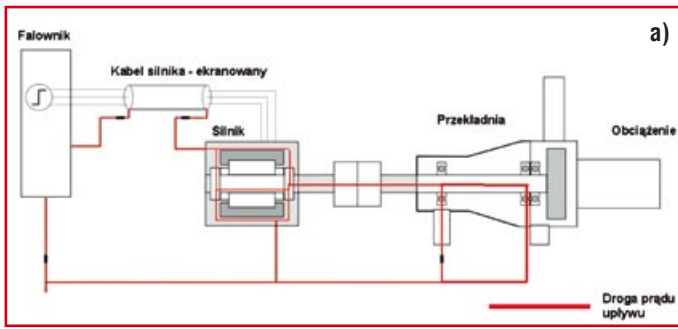 a)
Falownik
Kabel silnika - ekranowany
Silnik
Przekładnia
Obciążenie
Droga prądu
upływu